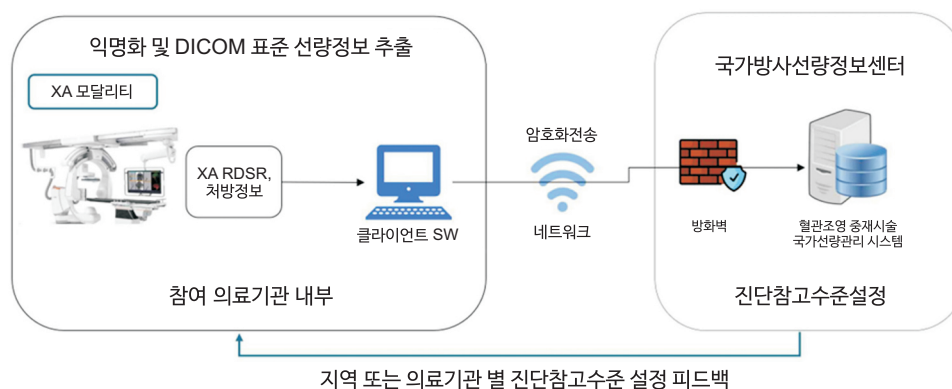 익명화 및 DICOM 표준 선량정보 추출
XA 모달리티
XA RDSR,
처방정보
클라이언트 SW
참여 의료기관 내부
암호화전송
네트워크
국가방사선량정보센터
방화벽
혈관조영 중재시술
국가선량관리 시스템
진단참고수준설정
지역 또는 의료기관 별 진단참고수준 설정 피드백